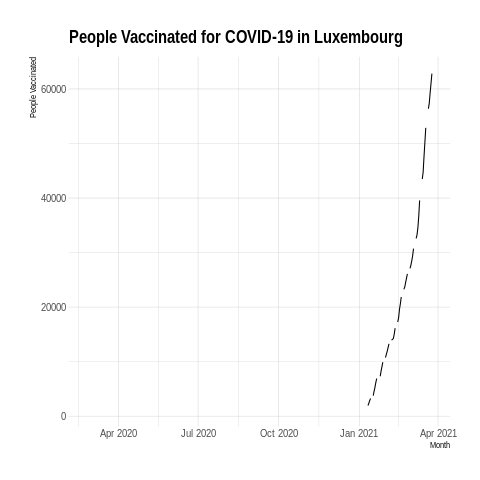 People Vaccinated for COVID-19 in Luxembourg
People Vaccinated
60000
40000
20000
0
Apr 2020 Jul 2020 Oct 2020 Jan 2021 Apr 2021
Month